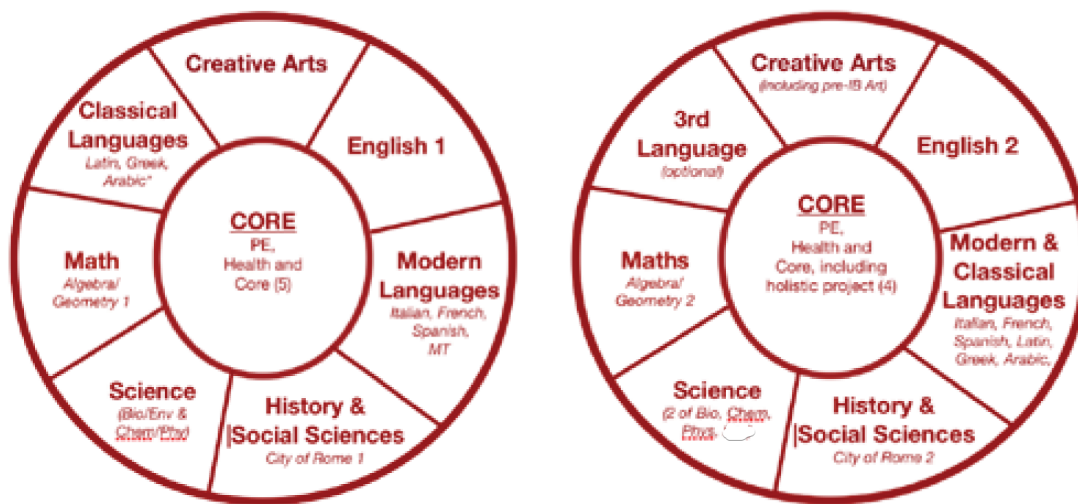 Creative Arts
English 1
Modern
Languages
Italian, French,
Spanish,
MT
History &
Social Sciences
City of Rome 1
Science
(Bio/Env &
Chem/Phy)
Math
Algebra/
Geometry 1
Classical
Languages
Latin, Greek,
Arabic*
CORE
PE,
Health and
Core (5)
Creative Arts
(including pre-IB Art)
English 2
Modern &
Classical
Languages
Italian, French,
Spanish, Latin,
Greek, Arabic,
History &
Social Sciences
City of Rome 2
Science
(2 of Bio, Chem,
Phys,
Maths
Algebra/
Geometry 2
3rd
Language
(optional)
CORE
PE,
Health and
Core, including
holistic project (4)